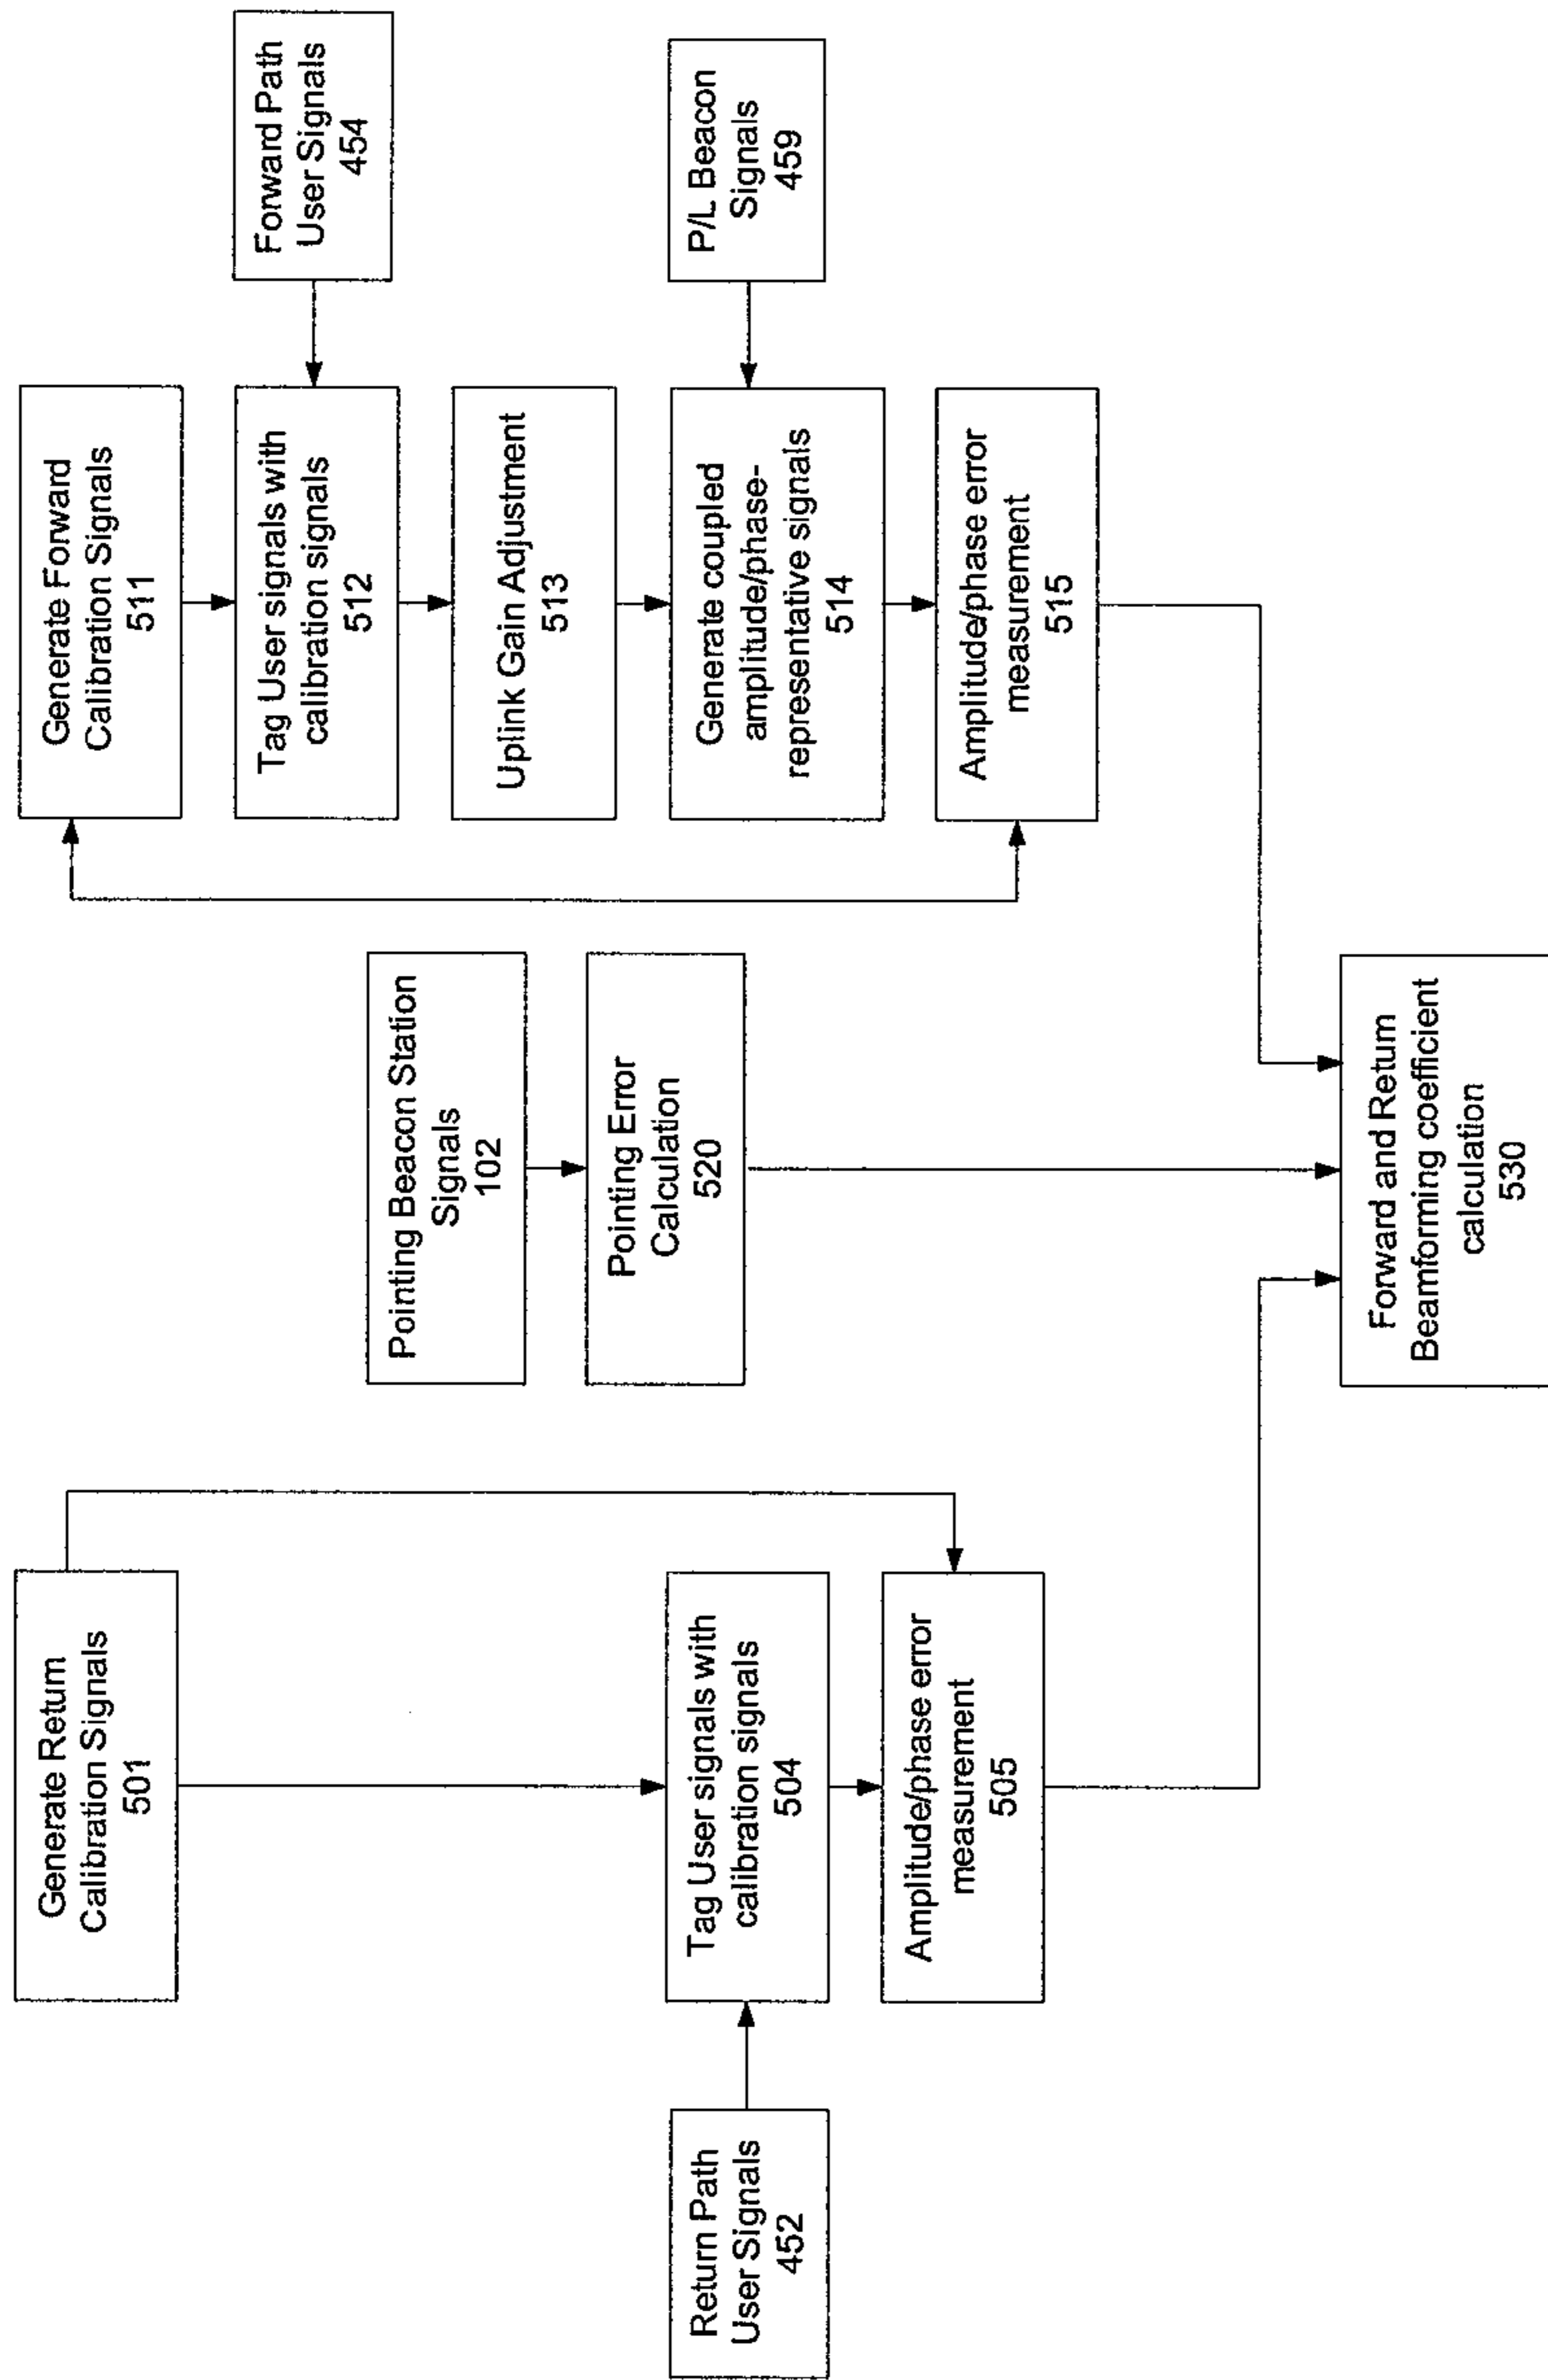 Generate Return
Calibration Signals
501
Return Path
User Signals
452
Tag User signals with
calibration signals
504
Amplitude/phase error
measurement
505
Pointing Beacon Station
Signals
102
Pointing Error
Calculation
520
Generate Forward
Calibration Signals
511
Forward Path
User Signals
454
Tag User signals with
calibration signals
512
Uplink Gain Adjustment
513
P/L Beacon
Signals
459
Generate coupled
amplitude/phase-
representative signals
514
Amplitude/phase error
measurement
515
Forward and Return
Beamforming coefficient
calculation
530